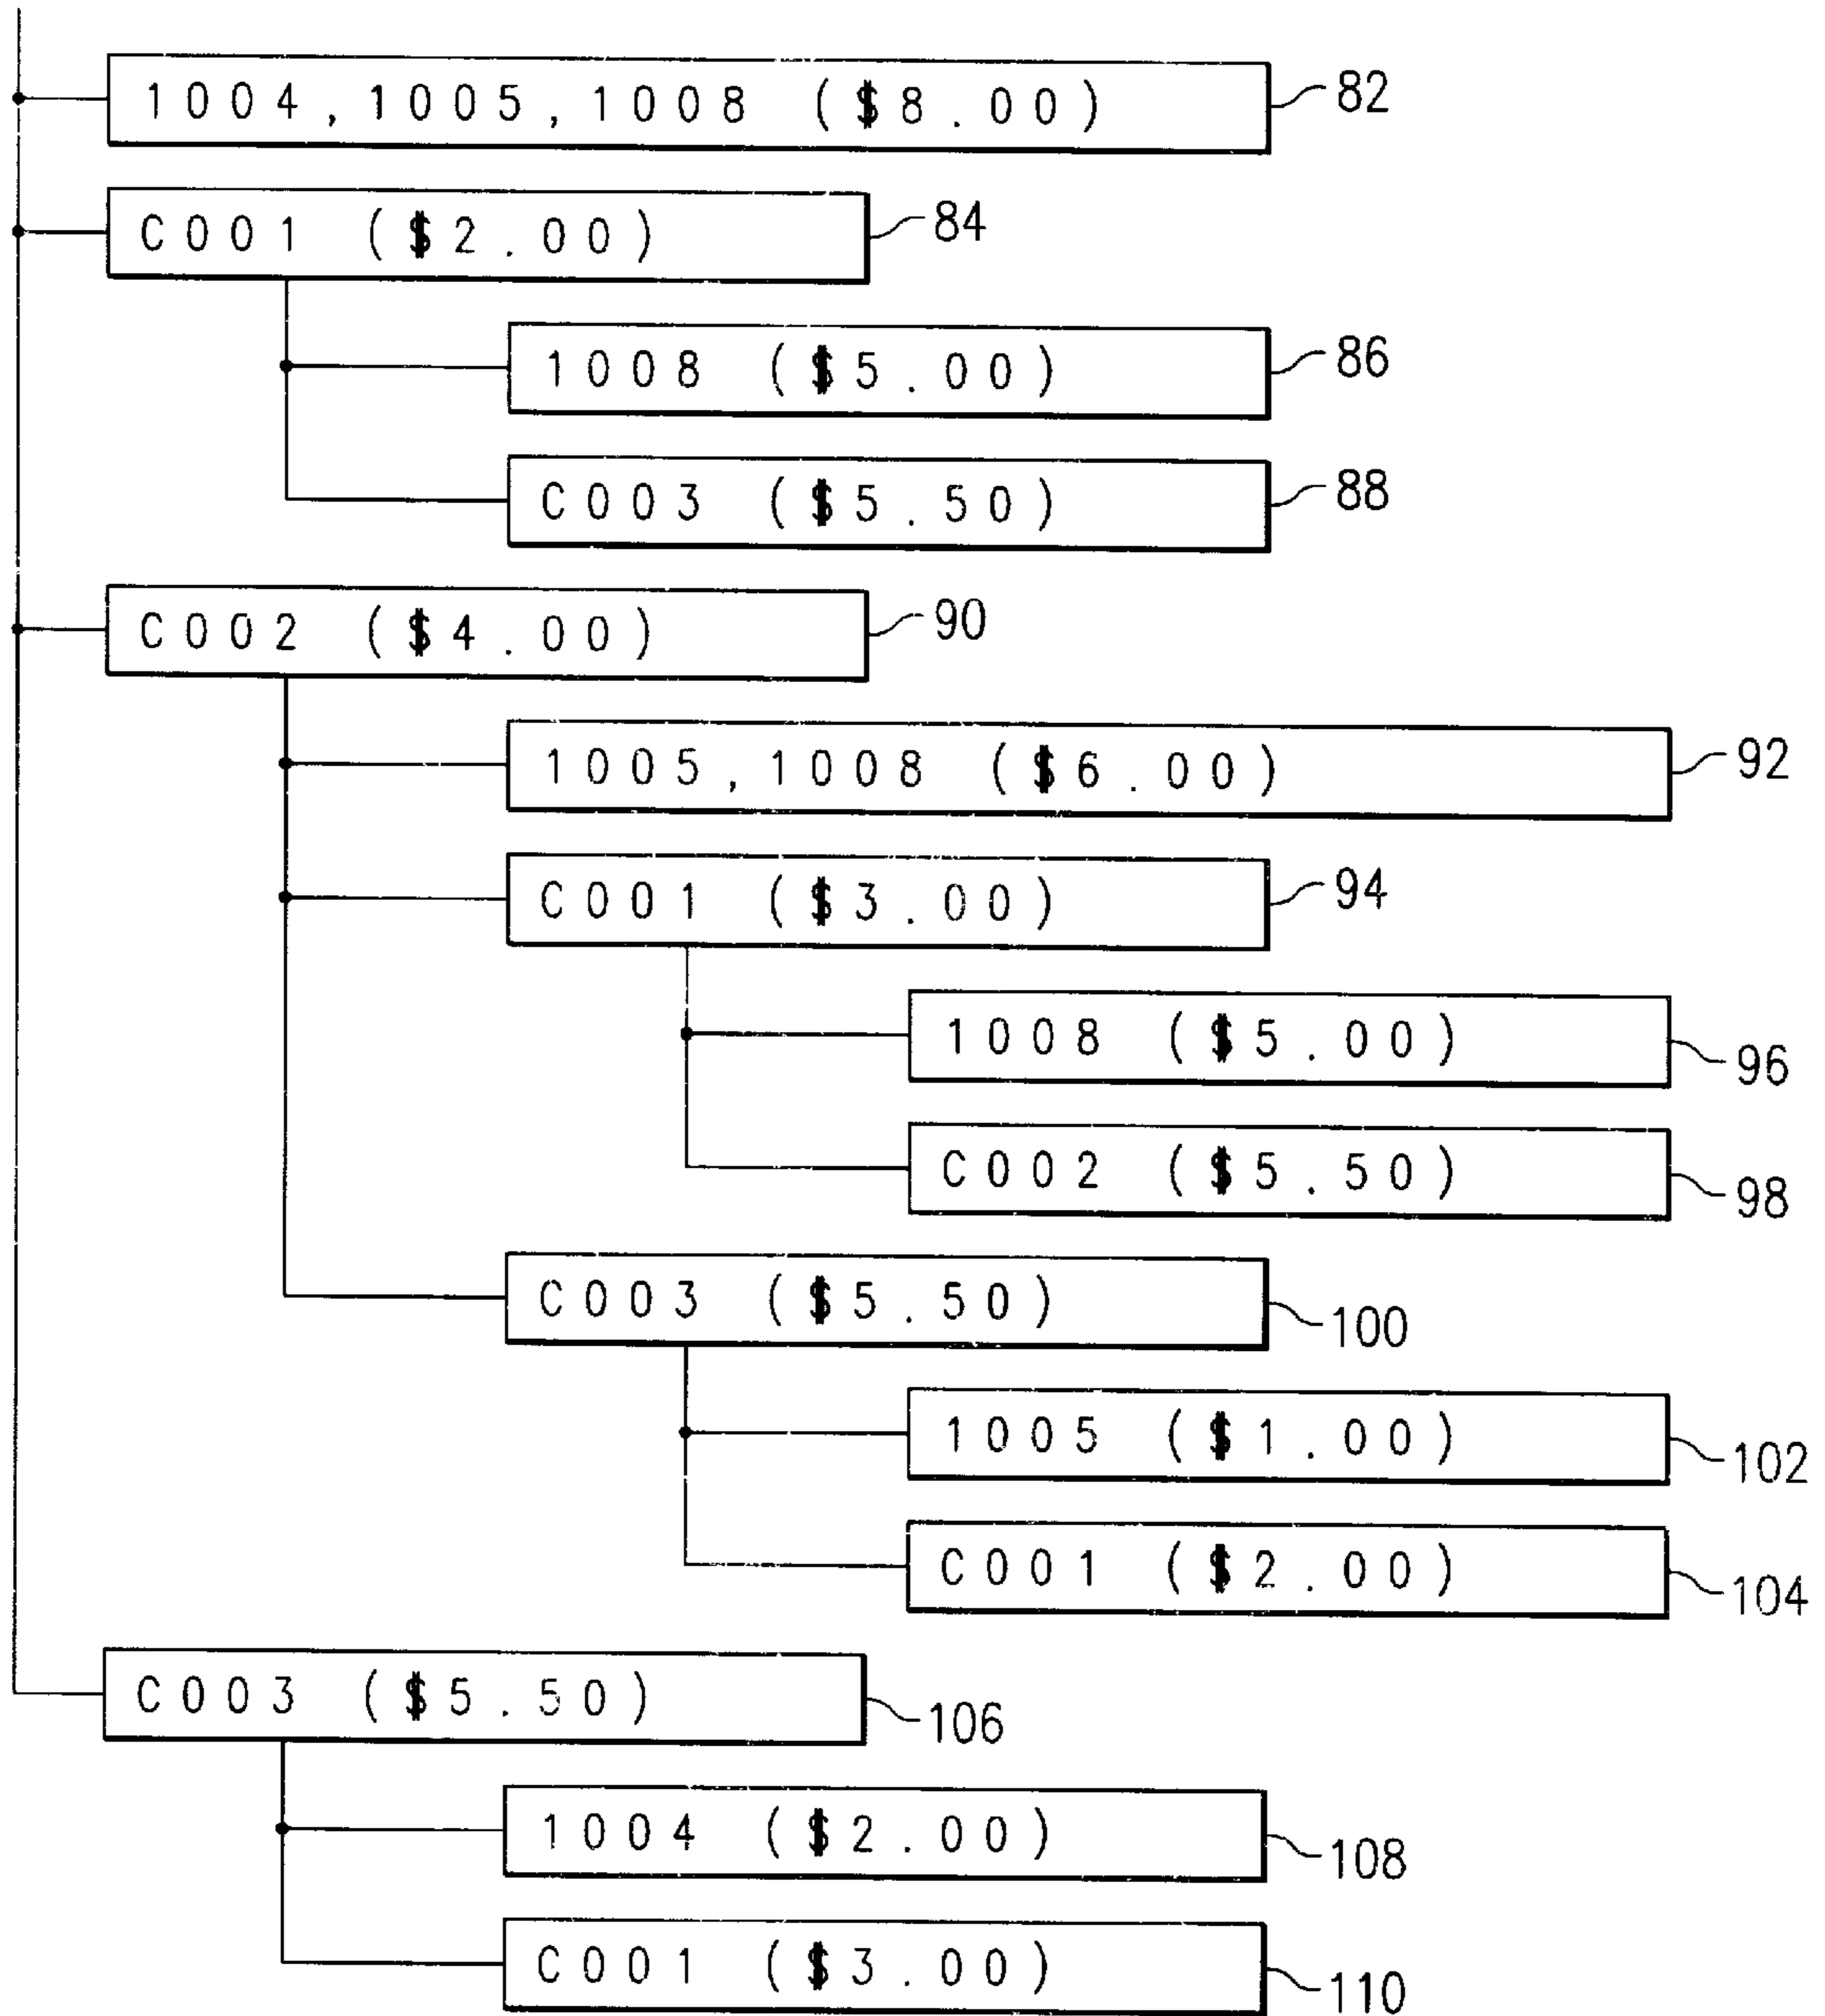 1004,1005,1008 ($8.00) 82
C001 ($2.00) 84
1008 ($5.00) 86
C003 ($5.50) 88
C002 ($4.00) 90
1005,1008 ($6.00) 92
C001 ($3.00) 94
1008 ($5.00) 96
C002 ($5.50) 98
C003 ($5.50) 100
1005 ($1.00) 102
C001 ($2.00) 104
C003 ($5.50) 106
1004 ($2.00) 108
C001 ($3.00) 110